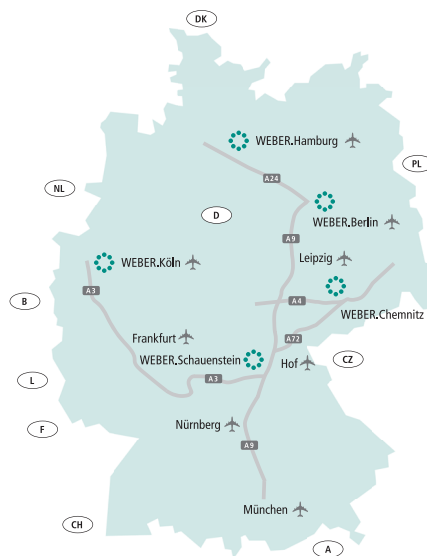 DK
WEBER.Hamburg
PL
A24
NL
D
WEBER.Berlin
A9
Leipzig
WEBER.Köln
A3
B
A4
WEBER.Chemnitz
Frankfurt
A72
WEBER.Schauenstein
CZ
Hof
L
A3
F
Nürnberg
A9
München
CH
A